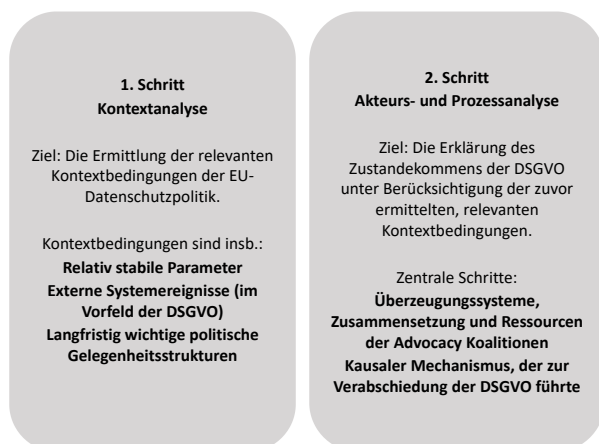 1. Schritt
Kontextanalyse
Ziel: Die Ermittlung der relevanten
Kontextbedingungen der EU-
Datenschutzpolitik.
Kontextbedingungen sind insb.:
Relativ stabile Parameter
Externe Systemereignisse (im
Vorfeld der DSGVO)
Langfristig wichtige politische
Gelegenheitsstrukturen
2. Schritt
Akteurs- und Prozessanalyse
Ziel: Die Erklärung des
Zustandekommens der DSGVO
unter Berücksichtigung der zuvor
ermittelten, relevanten
Kontextbedingungen.
Zentrale Schritte:
Überzeugungssysteme,
Zusammensetzung und Ressourcen
der Advocacy Koalitionen
Kausaler Mechanismus, der zur
Verabschiedung der DSGVO führte